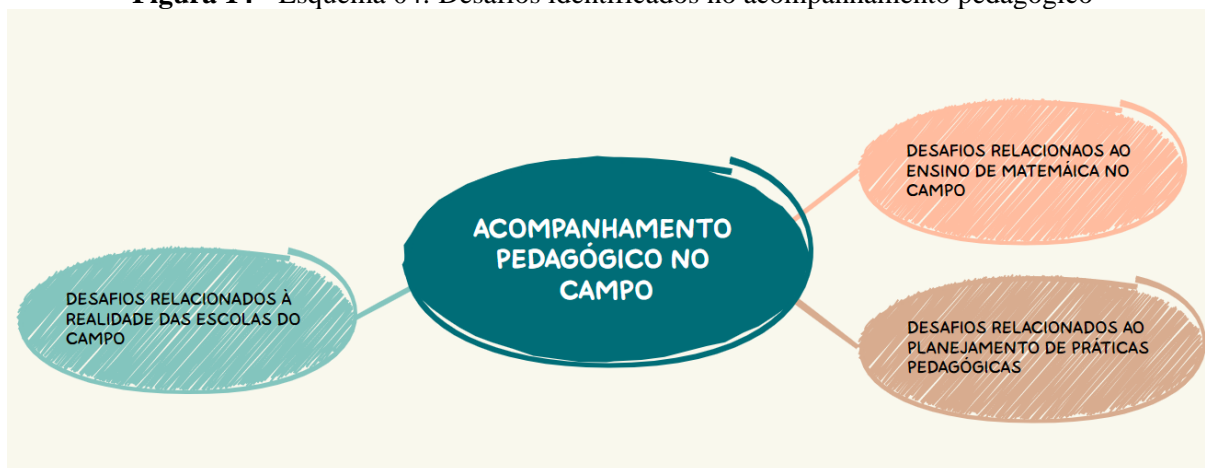 Figura 14 - Esquema 04: Desafios identificados no acompanhamento pedagógico
DESAFIOS RELACIONAOS AO
ENSINO DE MATEMÁICA NO
CAMPO
ACOMPANHAMENTO
PEDAGÓGICO NO
CAMPO
DESAFIOS RELACIONADOS À
REALIDADE DAS ESCOLAS DO
CAMPO
DESAFIOS RELACIONADOS AO
PLANEJAMENTO DE PRÁTICAS
PEDAGÓGICAS